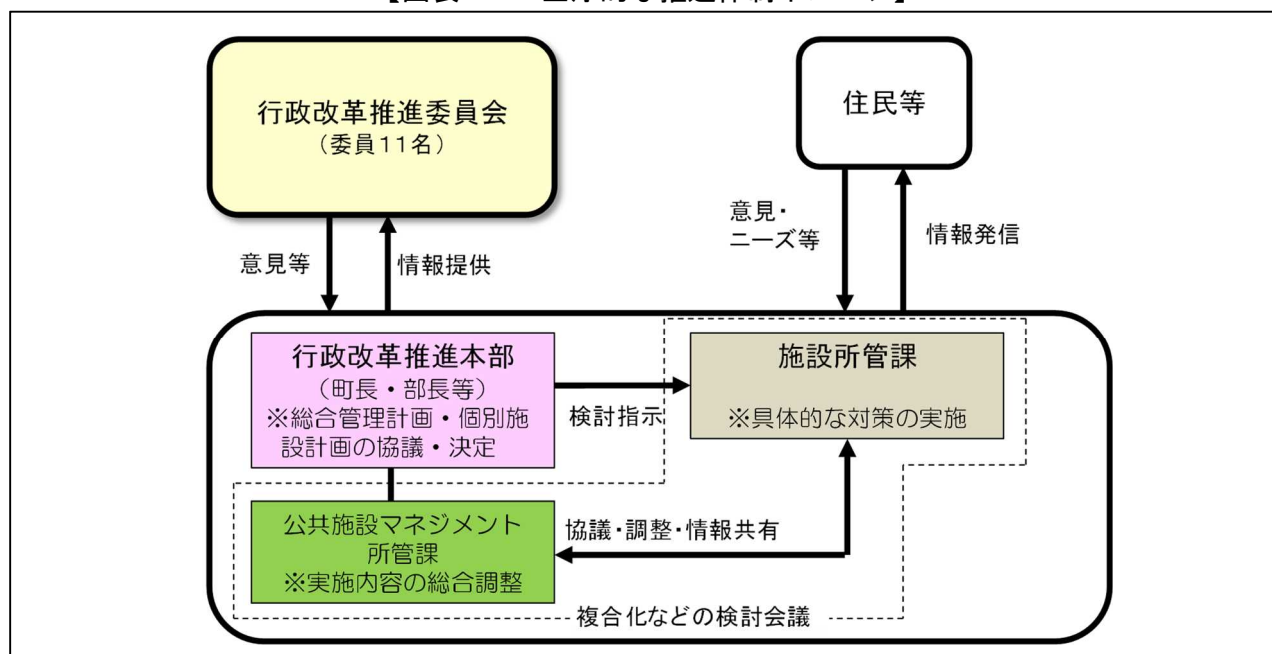 行政改革推進委員会
（委員11名）
住民等
意見等
情報提供
意見・
ニーズ等
情報発信
行政改革推進本部
（町長・部長等）
※総合管理計画・個別施
設計画の協議・決定
検討指示
施設所管課
※具体的な対策の実施
公共施設マネジメント
所管課
※実施内容の総合調整
協議・調整・情報共有
複合化などの検討会議